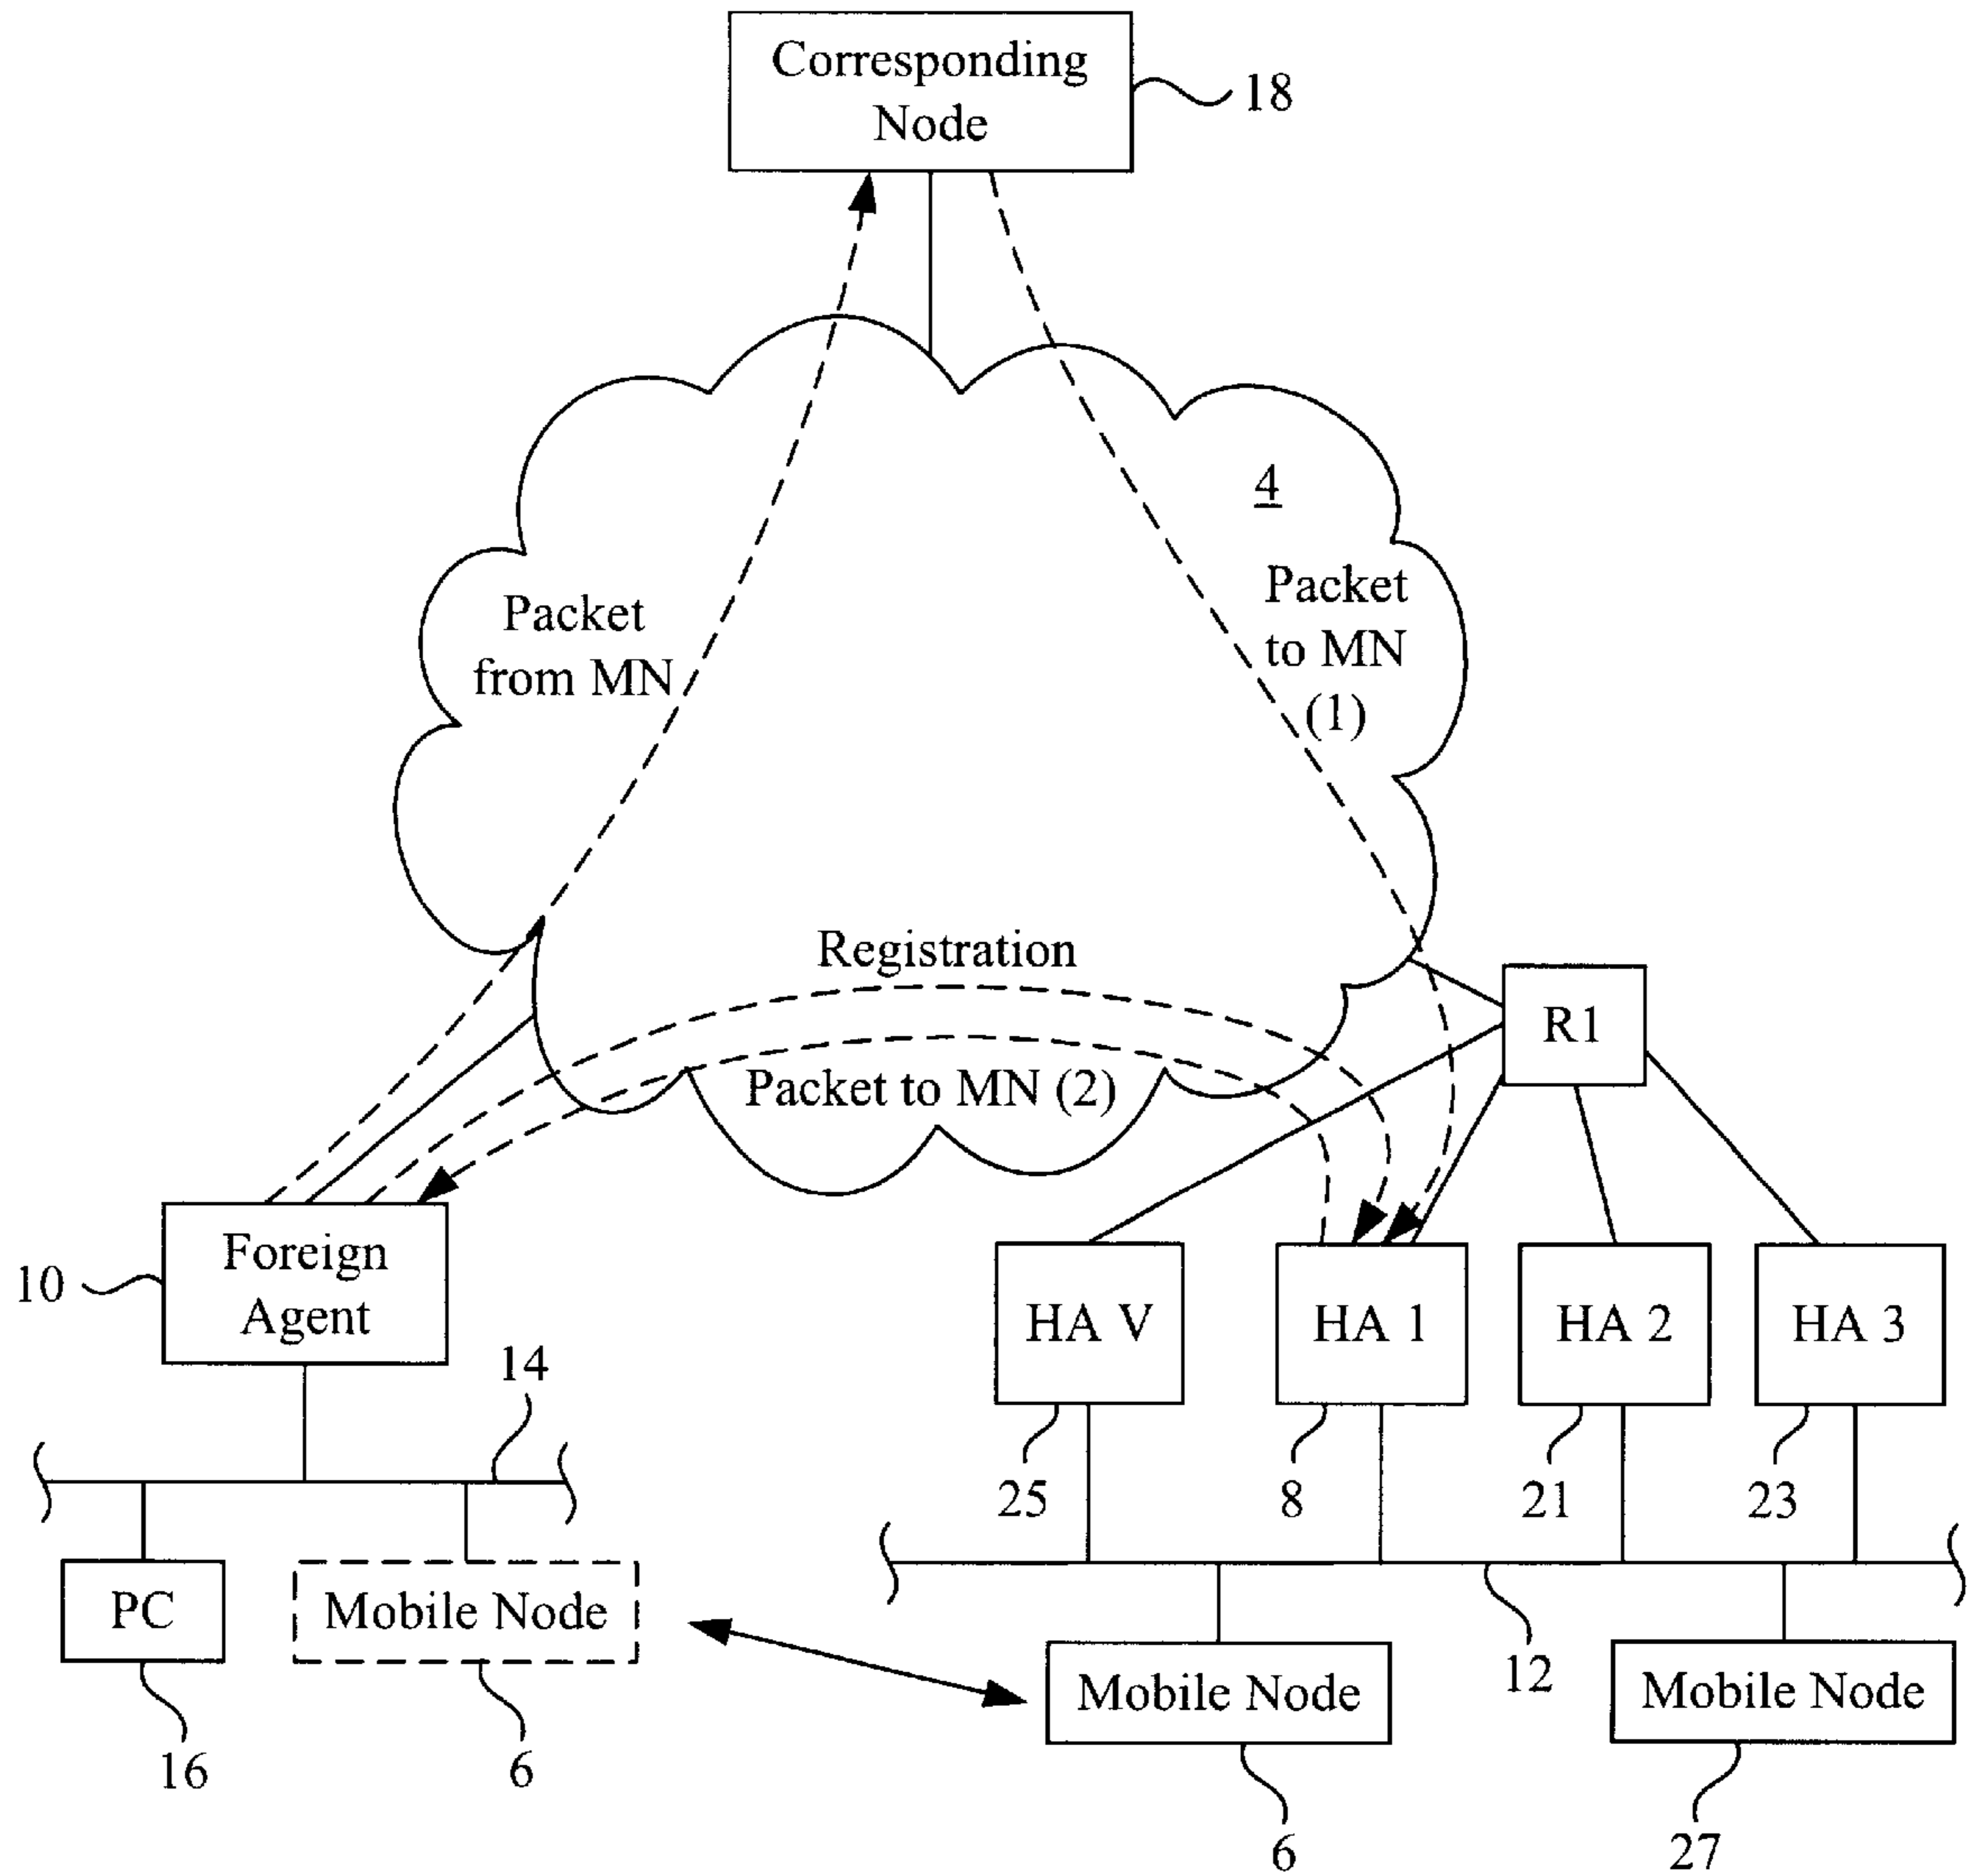 Corresponding
Node
18
4
Packet
to MN
(1)
Packet
from MN
Registration
Packet to MN (2)
R1
Foreign
Agent
10
HA V
HA 1
HA 2
HA 3
14
25
8
21
23
PC
Mobile Node
12
Mobile Node
Mobile Node
16
6
6
27